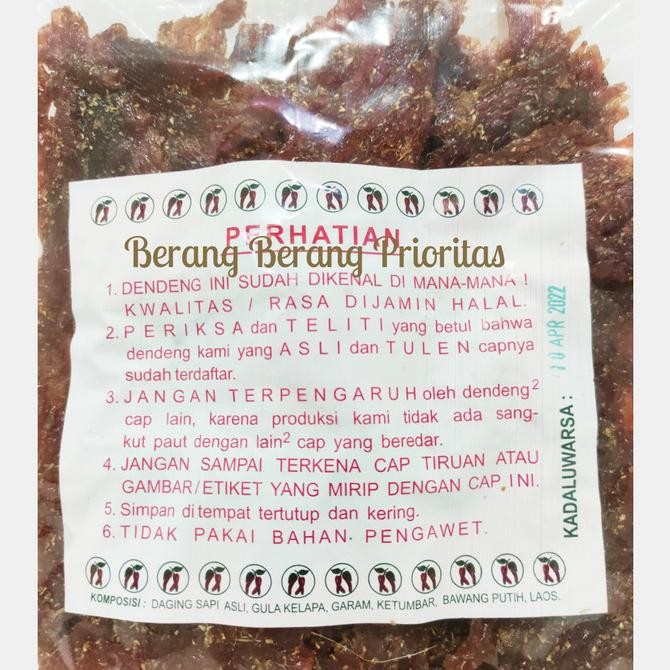 PERHATIAN
Berang Berang Prioritas
1. DENDENG INI SUDAH DIKENAL DI MANA-MANA !
KWALITAS / RASA DIJAMIN HALAL.
2. PERIKSA dan TELITI yang betul bahwa
dendeng kami yang ASLI dan TULEN capnya
sudah terdaftar.
3. JANGAN TERPENGARUH oleh dendeng²
cap lain, karena produksi kami tidak ada sang-
kut paut dengan lain² cap yang beredar.
4. JANGAN SAMPAI TERKENA CAP TIRUAN ATAU
GAMBAR/ETIKET YANG MIRIP DENGAN CAP INI.
5. Simpan di tempat tertutup dan kering.
6. TIDAK PAKAI BAHAN PENGAWET.
KADALUWARSA : 10 APR 2022
KOMPOSISI : DAGING SAPI ASLI, GULA KELAPA, GARAM, KETUMBAR, BAWANG PUTIH, LAOS.